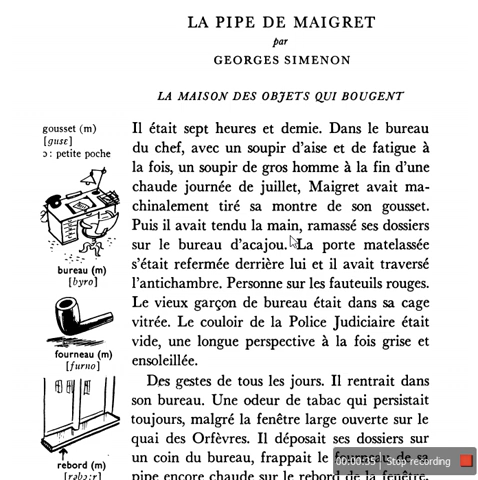 LA PIPE DE MAIGRET
par
GEORGES SIMENON
LA MAISON DES OBJETS QUI BOUGENT
gousset (m)
[gusɛ]
ɔ : petite poche
bureau (m)
[byro]
fourneau (m)
[furno]
rebord (m)
[rəbɔ:r]
Il était sept heures et demie. Dans le bureau
du chef, avec un soupir d'aise et de fatigue à
la fois, un soupir de gros homme à la fin d'une
chaude journée de juillet, Maigret avait ma-
chinalement tiré sa montre de son gousset.
Puis il avait tendu la main, ramassé ses dossiers
sur le bureau d'acajou. La porte matelassée
s'était refermée derrière lui et il avait traversé
l'antichambre. Personne sur les fauteuils rouges.
Le vieux garçon de bureau était dans sa cage
vitrée. Le couloir de la Police Judiciaire était
vide, une longue perspective à la fois grise et
ensoleillée.
Des gestes de tous les jours. Il rentrait dans
son bureau. Une odeur de tabac qui persistait
toujours, malgré la fenêtre large ouverte sur le
quai des Orfèvres. Il déposait ses dossiers sur
un coin du bureau, frappait le fourneau de sa
pipe encore chaude sur le rebord de la fenêtre,
00:00:35 Stop recording